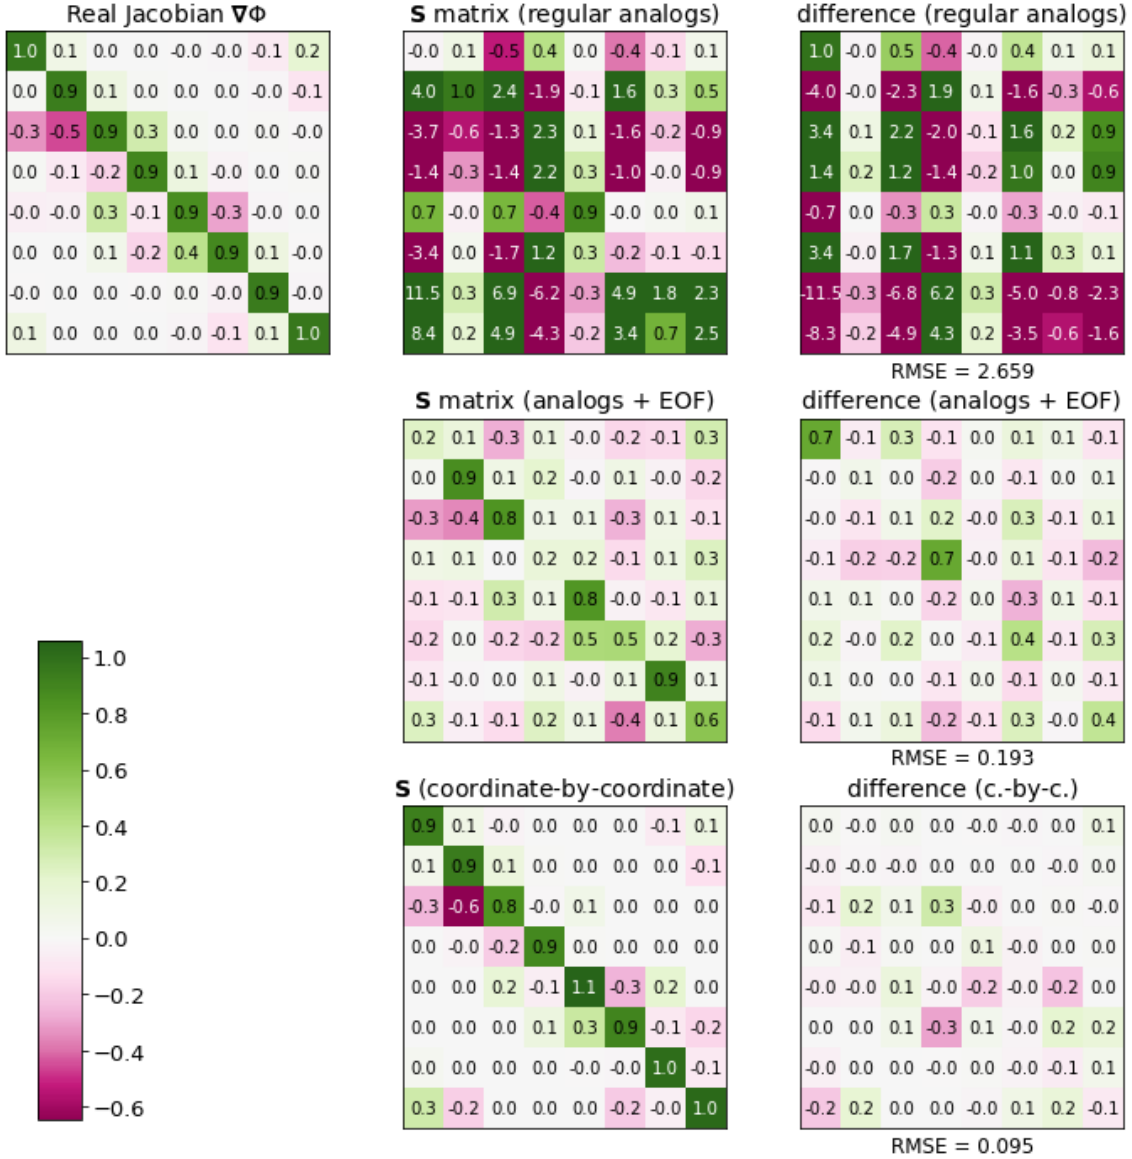 Real Jacobian ∇Φ
S matrix (regular analogs)
difference (regular analogs)
1.0 0.1 0.0 0.0 -0.0 -0.0 -0.1 0.2
0.0 0.9 0.1 0.0 0.0 0.0 -0.0 -0.1
-0.3 -0.5 0.9 0.3 0.0 0.0 0.0 -0.0
0.0 -0.1 -0.2 0.9 0.1 -0.0 0.0 0.0
-0.0 -0.0 0.3 -0.1 0.9 -0.3 -0.0 0.0
0.0 0.0 0.1 -0.2 0.4 0.9 0.1 -0.0
-0.0 0.0 0.0 -0.0 0.0 -0.0 0.9 -0.0
0.1 0.0 0.0 0.0 -0.0 -0.1 0.1 1.0
-0.0 0.1 -0.5 0.4 0.0 -0.4 -0.1 0.1
4.0 1.0 2.4 -1.9 -0.1 1.6 0.3 0.5
-3.7 -0.6 -1.3 2.3 0.1 -1.6 -0.2 -0.9
-1.4 -0.3 -1.4 2.2 0.3 -1.0 -0.0 -0.9
0.7 -0.0 0.7 -0.4 0.9 -0.0 0.0 0.1
-3.4 0.0 -1.7 1.2 0.3 -0.2 -0.1 -0.1
11.5 0.3 6.9 -6.2 -0.3 4.9 1.8 2.3
8.4 0.2 4.9 -4.3 -0.2 3.4 0.7 2.5
1.0 -0.0 0.5 -0.4 -0.0 0.4 0.1 0.1
-4.0 -0.0 -2.3 1.9 0.1 -1.6 -0.3 -0.6
3.4 0.1 2.2 -2.0 -0.1 1.6 0.2 0.9
1.4 0.2 1.2 -1.4 -0.2 1.0 0.0 0.9
-0.7 0.0 -0.3 0.3 -0.0 -0.3 -0.0 -0.1
3.4 -0.0 1.7 -1.3 0.1 1.1 0.3 0.1
-11.5 -0.3 -6.8 6.2 0.3 -5.0 -0.8 -2.3
-8.3 -0.2 -4.9 4.3 0.2 -3.5 -0.6 -1.6
RMSE = 2.659
S matrix (analogs + EOF)
difference (analogs + EOF)
0.2 0.1 -0.3 0.1 -0.0 -0.2 -0.1 0.3
0.0 0.9 0.1 0.2 -0.0 0.1 -0.0 -0.2
-0.3 -0.4 0.8 0.1 0.1 -0.3 0.1 -0.1
0.1 0.1 0.0 0.2 0.2 -0.1 0.1 0.3
-0.1 -0.1 0.3 0.1 0.8 -0.0 -0.1 0.1
-0.2 0.0 -0.2 -0.2 0.5 0.5 0.2 -0.3
-0.1 -0.0 0.0 0.1 -0.0 0.1 0.9 0.1
0.3 -0.1 -0.1 0.2 0.1 -0.4 0.1 0.6
0.7 -0.1 0.3 -0.1 0.0 0.1 0.1 -0.1
-0.0 0.1 0.0 -0.2 0.0 -0.1 0.0 0.1
-0.0 -0.1 0.1 0.2 -0.0 0.3 -0.1 0.1
-0.1 -0.2 -0.2 0.7 -0.0 0.1 -0.1 -0.2
0.1 0.1 0.0 -0.2 0.0 -0.3 0.1 -0.1
0.2 -0.0 0.2 0.0 -0.1 0.4 -0.1 0.3
0.1 0.0 0.0 -0.1 0.0 -0.1 0.0 -0.1
-0.1 0.1 0.1 -0.2 -0.1 0.3 -0.0 0.4
RMSE = 0.193
1.0
0.8
0.6
0.4
0.2
0.0
−0.2
−0.4
−0.6
S (coordinate-by-coordinate)
difference (c.-by-c.)
0.9 0.1 -0.0 0.0 0.0 0.0 -0.1 0.1
0.1 0.9 0.1 0.0 0.0 0.0 0.0 -0.1
-0.3 -0.6 0.8 -0.0 0.1 0.0 0.0 0.0
0.0 -0.0 -0.2 0.9 0.0 0.0 0.0 0.0
0.0 0.0 0.2 -0.1 1.1 -0.3 0.2 0.0
0.0 0.0 0.0 0.1 0.3 0.9 -0.1 -0.2
0.0 0.0 0.0 0.0 -0.0 -0.0 1.0 -0.1
0.3 -0.2 0.0 0.0 0.0 -0.2 -0.0 1.0
0.0 -0.0 0.0 0.0 -0.0 -0.0 0.0 0.1
-0.0 -0.0 -0.0 0.0 0.0 0.0 -0.0 0.0
-0.1 0.2 0.1 0.3 -0.0 0.0 0.0 -0.0
0.0 -0.1 0.0 0.0 0.1 -0.0 0.0 0.0
-0.0 -0.0 0.1 -0.0 -0.2 -0.0 -0.2 0.0
0.0 0.0 0.1 -0.3 0.1 -0.0 0.2 0.2
-0.0 0.0 0.0 -0.0 0.0 -0.0 -0.1 0.1
-0.2 0.2 0.0 0.0 -0.0 0.1 0.2 -0.1
RMSE = 0.095